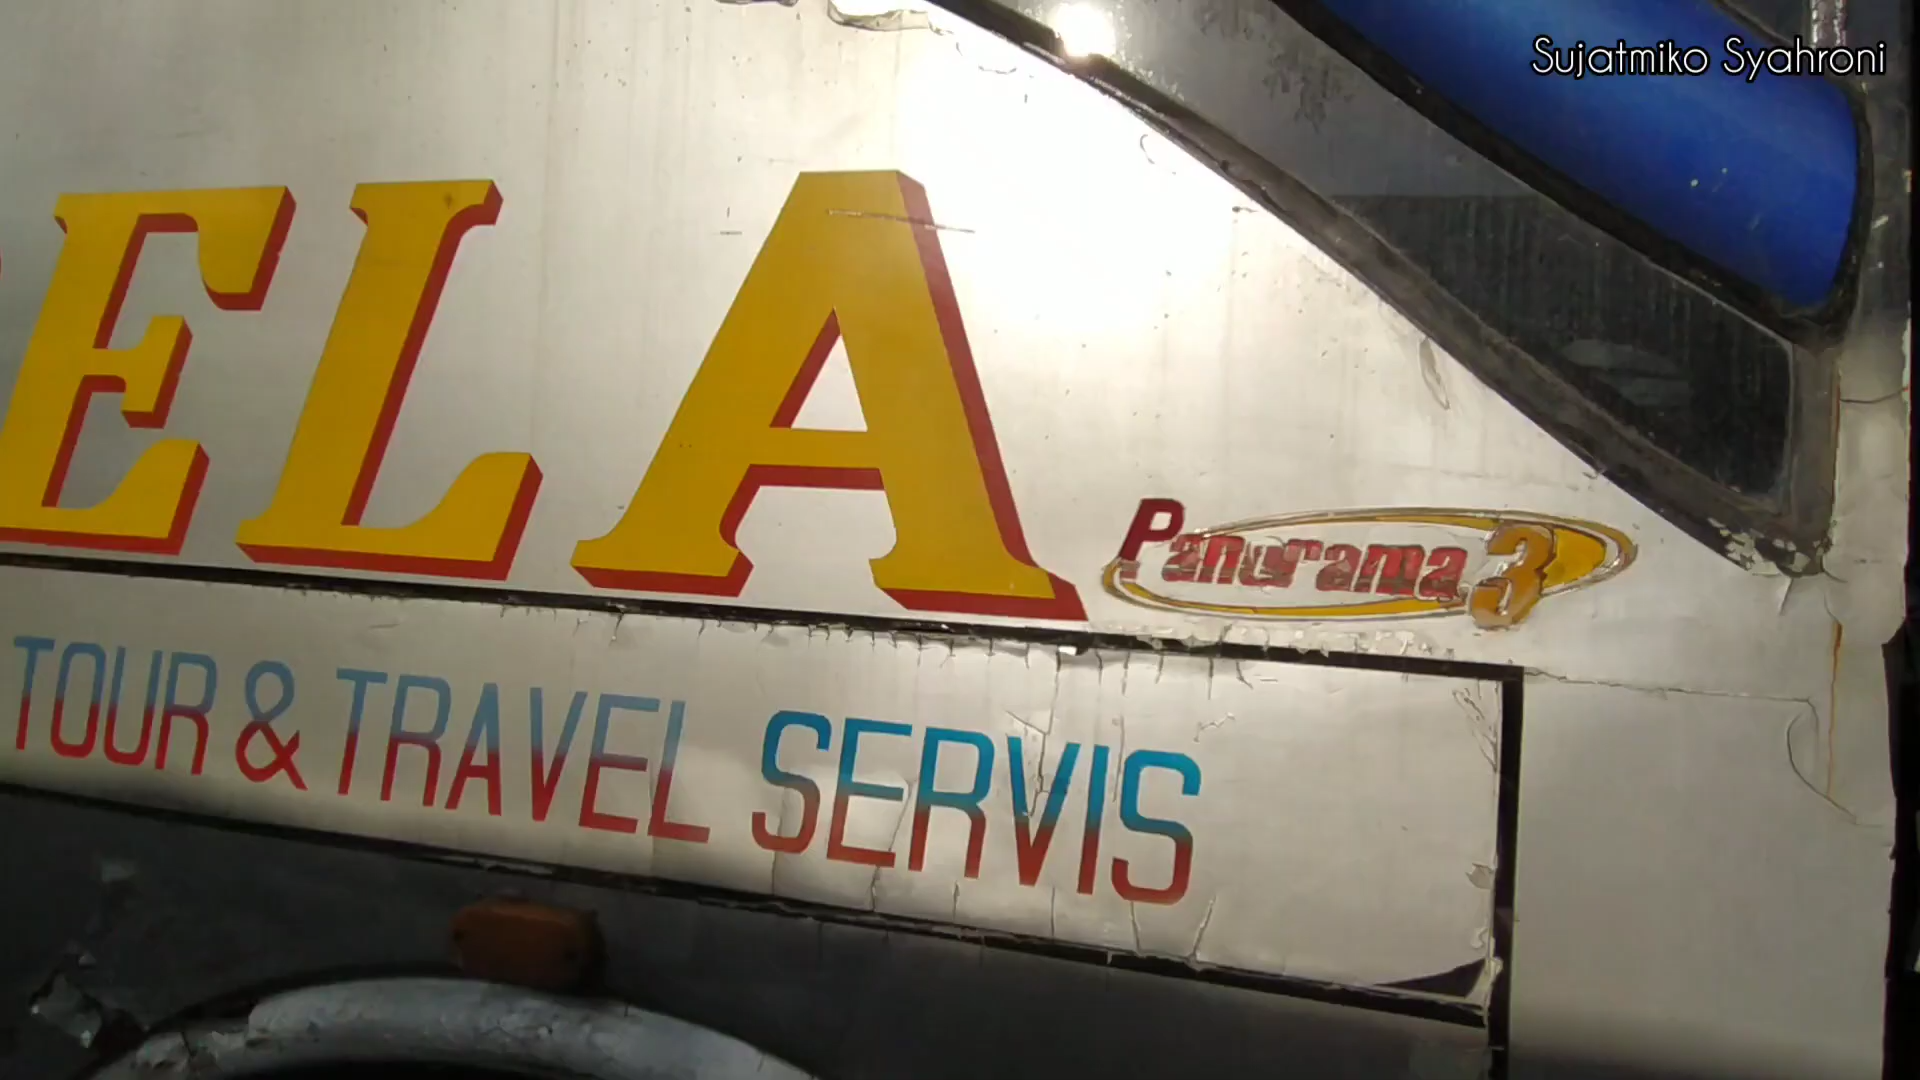 Sujatmiko Syahroni
ELA
Panorama 3
TOUR & TRAVEL SERVIS